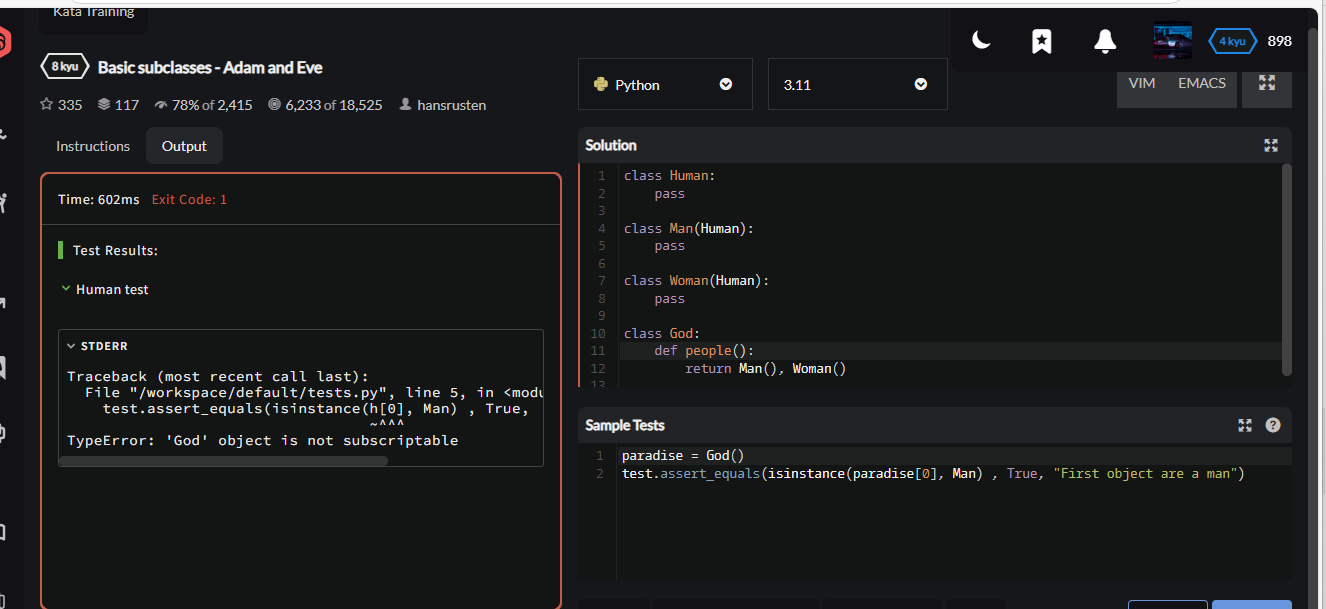 Kata Training
8 kyu Basic subclasses - Adam and Eve
4 kyu 898
335 117 78% of 2,415 6,233 of 18,525 hansrusten
Python 3.11 VIM EMACS
Instructions Output
Time: 602ms Exit Code: 1
Test Results:
Human test
STDERR
Traceback (most recent call last):
File "/workspace/default/tests.py", line 5, in <modu
test.assert_equals(isinstance(h[0], Man) , True,
~^^^
TypeError: 'God' object is not subscriptable
Solution
1 class Human:
2     pass
3
4 class Man(Human):
5     pass
6
7 class Woman(Human):
8     pass
9
10 class God:
11     def people():
12         return Man(), Woman()
13
Sample Tests
1 paradise = God()
2 test.assert_equals(isinstance(paradise[0], Man) , True, "First object are a man")